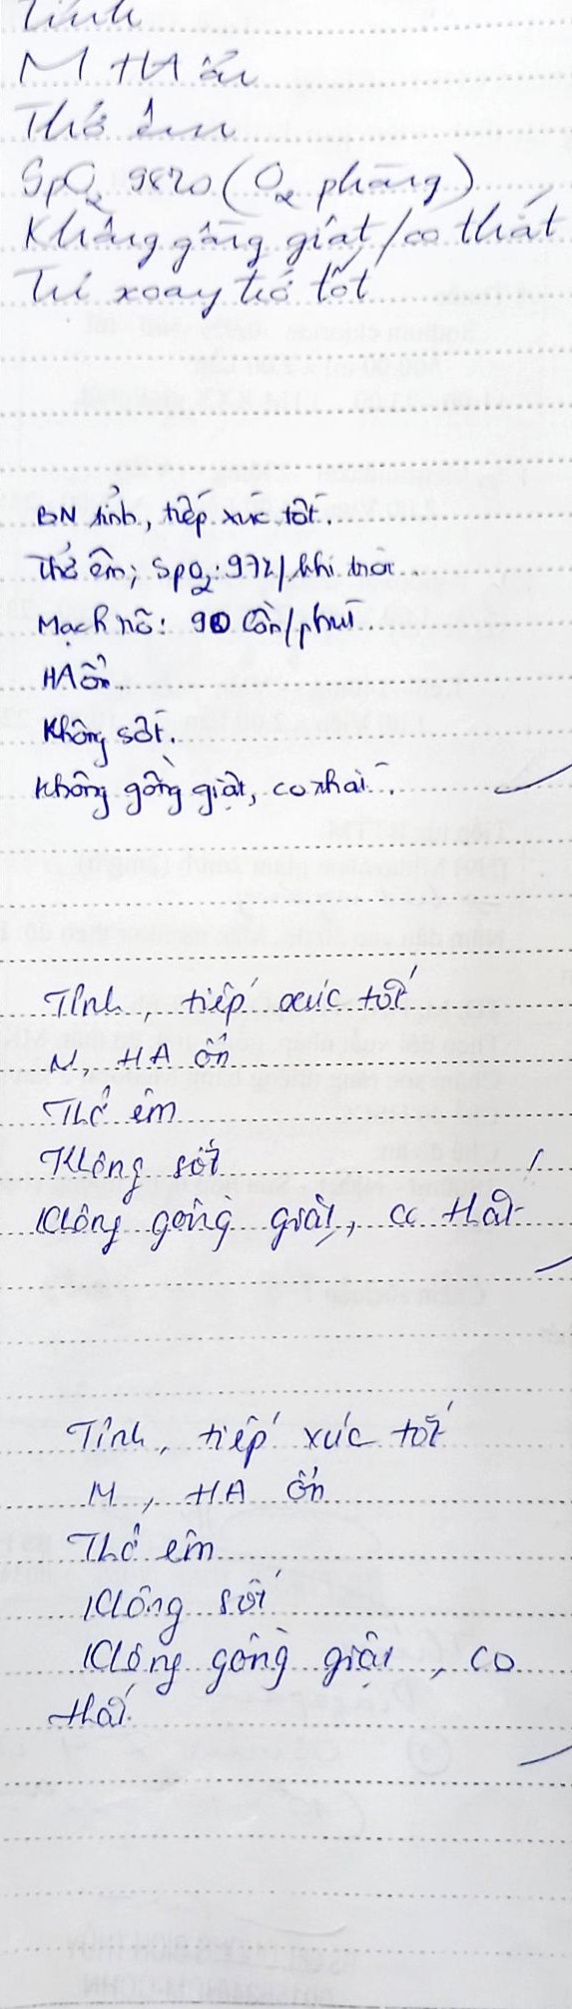 Tỉnh
M HA ổn
Thở êm
SpO2 98% (O2 phòng)
Không gồng giật/co thắt
Tự xoay trở tốt
BN tỉnh, tiếp xúc tốt.
Thở êm; SpO2: 97%/khí trời
Mạch rõ: 90 lần/phút
HA ổn.
Không sốt.
Không gồng giật, co thắt.
Tỉnh, tiếp xúc tốt
M, HA ổn
Thở êm
Không sốt
Không gồng giật, co thắt
Tỉnh, tiếp xúc tốt
M, HA ổn
Thở êm
Không sốt
Không gồng giật, co
thắt.